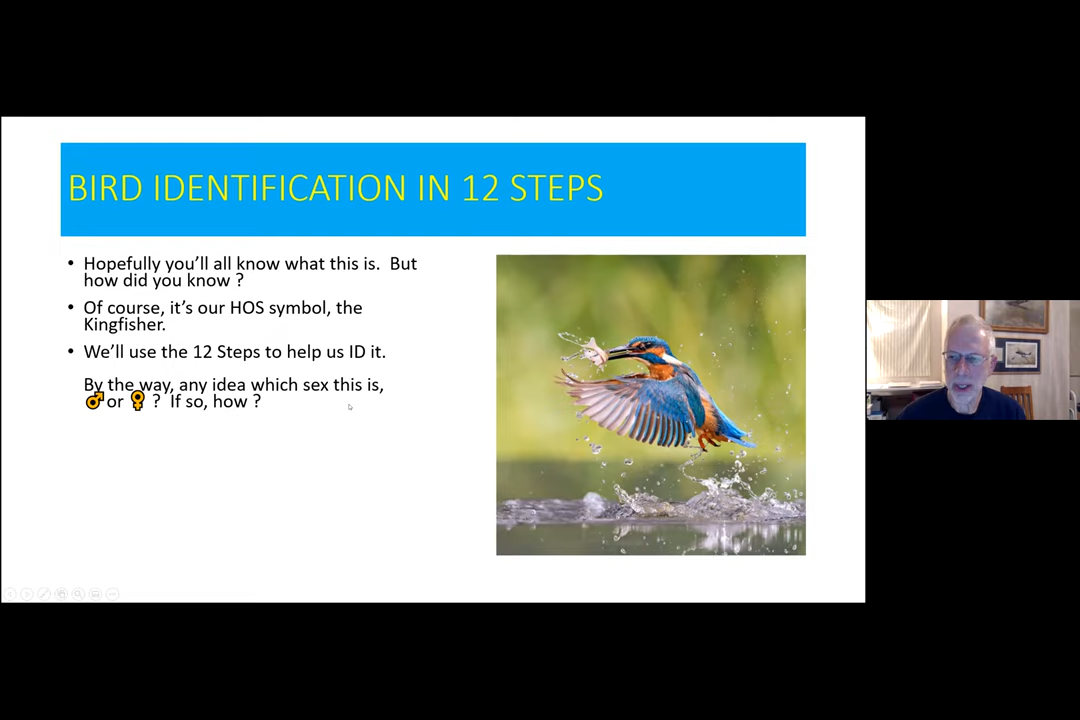 BIRD IDENTIFICATION IN 12 STEPS
• Hopefully you'll all know what this is.  But
how did you know ?
• Of course, it's our HOS symbol, the
Kingfisher.
• We'll use the 12 Steps to help us ID it.
By the way, any idea which sex this is,
♂ or ♀ ?  If so, how ?